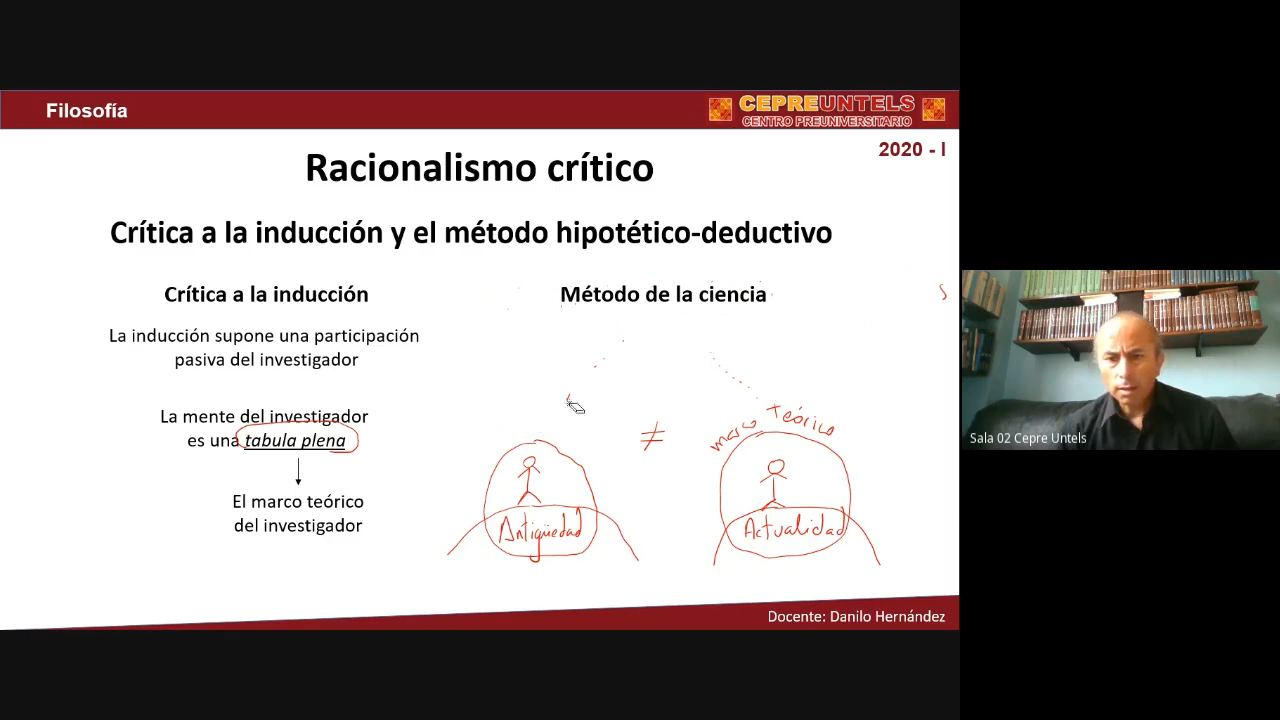 Filosofía
CEPREUNTELS
CENTRO PREUNIVERSITARIO
2020 - I
Racionalismo crítico
Crítica a la inducción y el método hipotético-deductivo
Crítica a la inducción
La inducción supone una participación
pasiva del investigador
La mente del investigador
es una tabula plena
El marco teórico
del investigador
Método de la ciencia
≠
marco Teórico
Antigüedad
Actualidad
S
Docente: Danilo Hernández
Sala 02 Cepre Untels